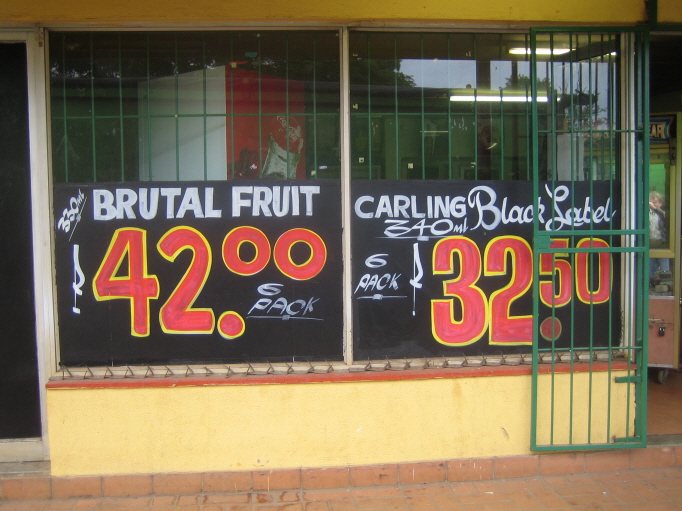 330ml BRUTAL FRUIT
R 42.00
6 PACK
CARLING Black Label
340ml
6 PACK R 32.50